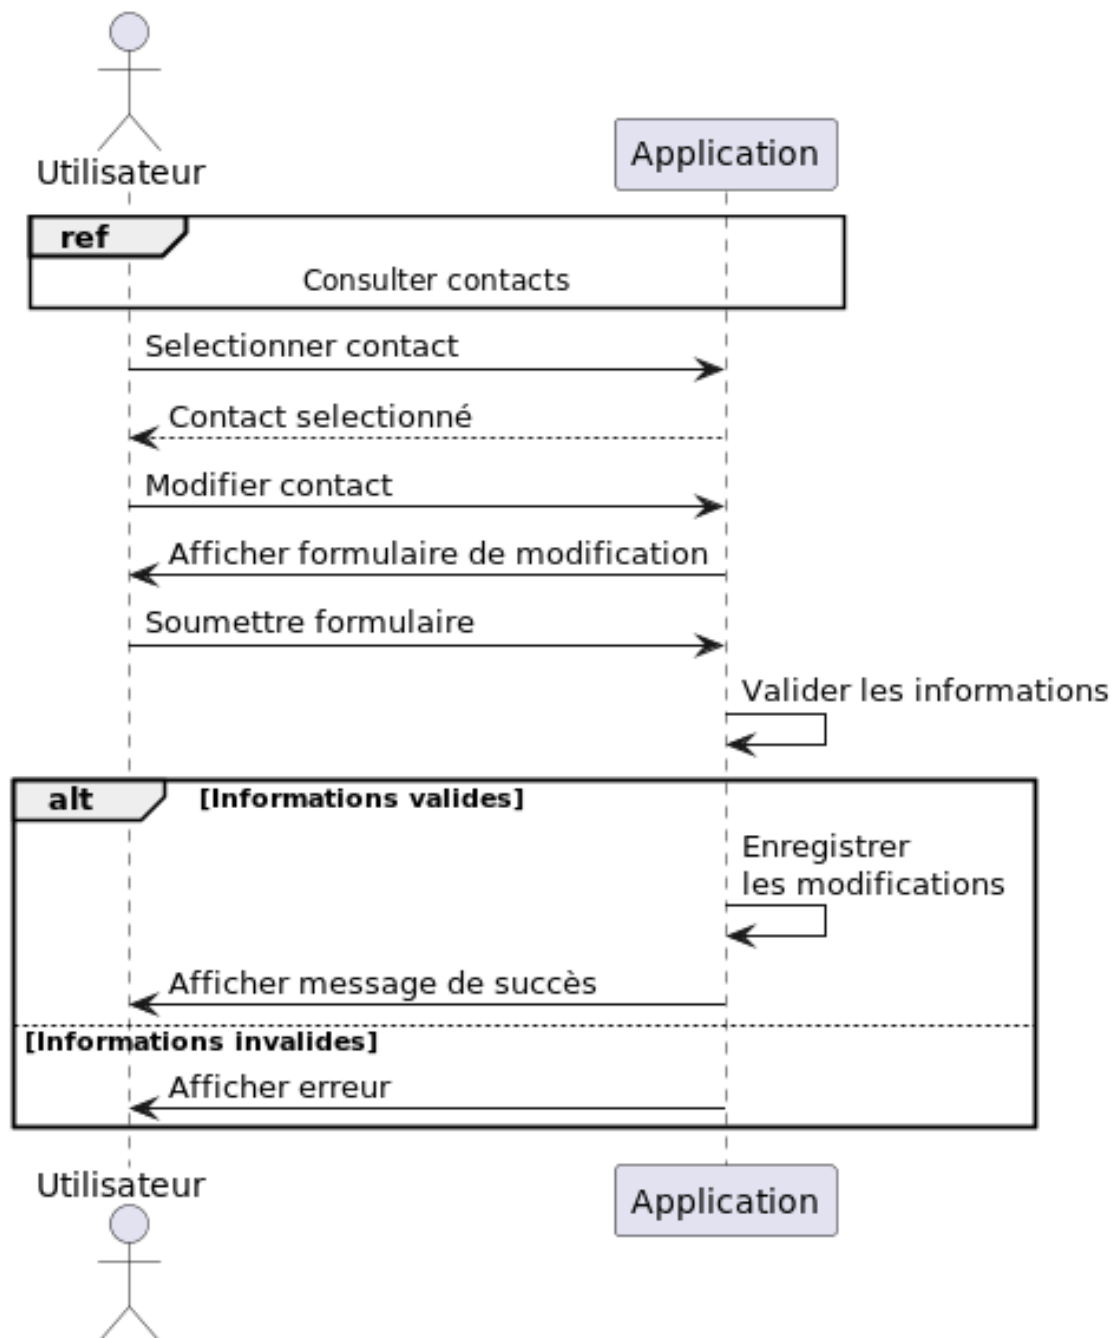 Utilisateur
Application
ref
Consulter contacts
Selectionner contact
Contact selectionné
Modifier contact
Afficher formulaire de modification
Soumettre formulaire
Valider les informations
alt
[Informations valides]
Enregistrer
les modifications
Afficher message de succès
[Informations invalides]
Afficher erreur
Utilisateur
Application